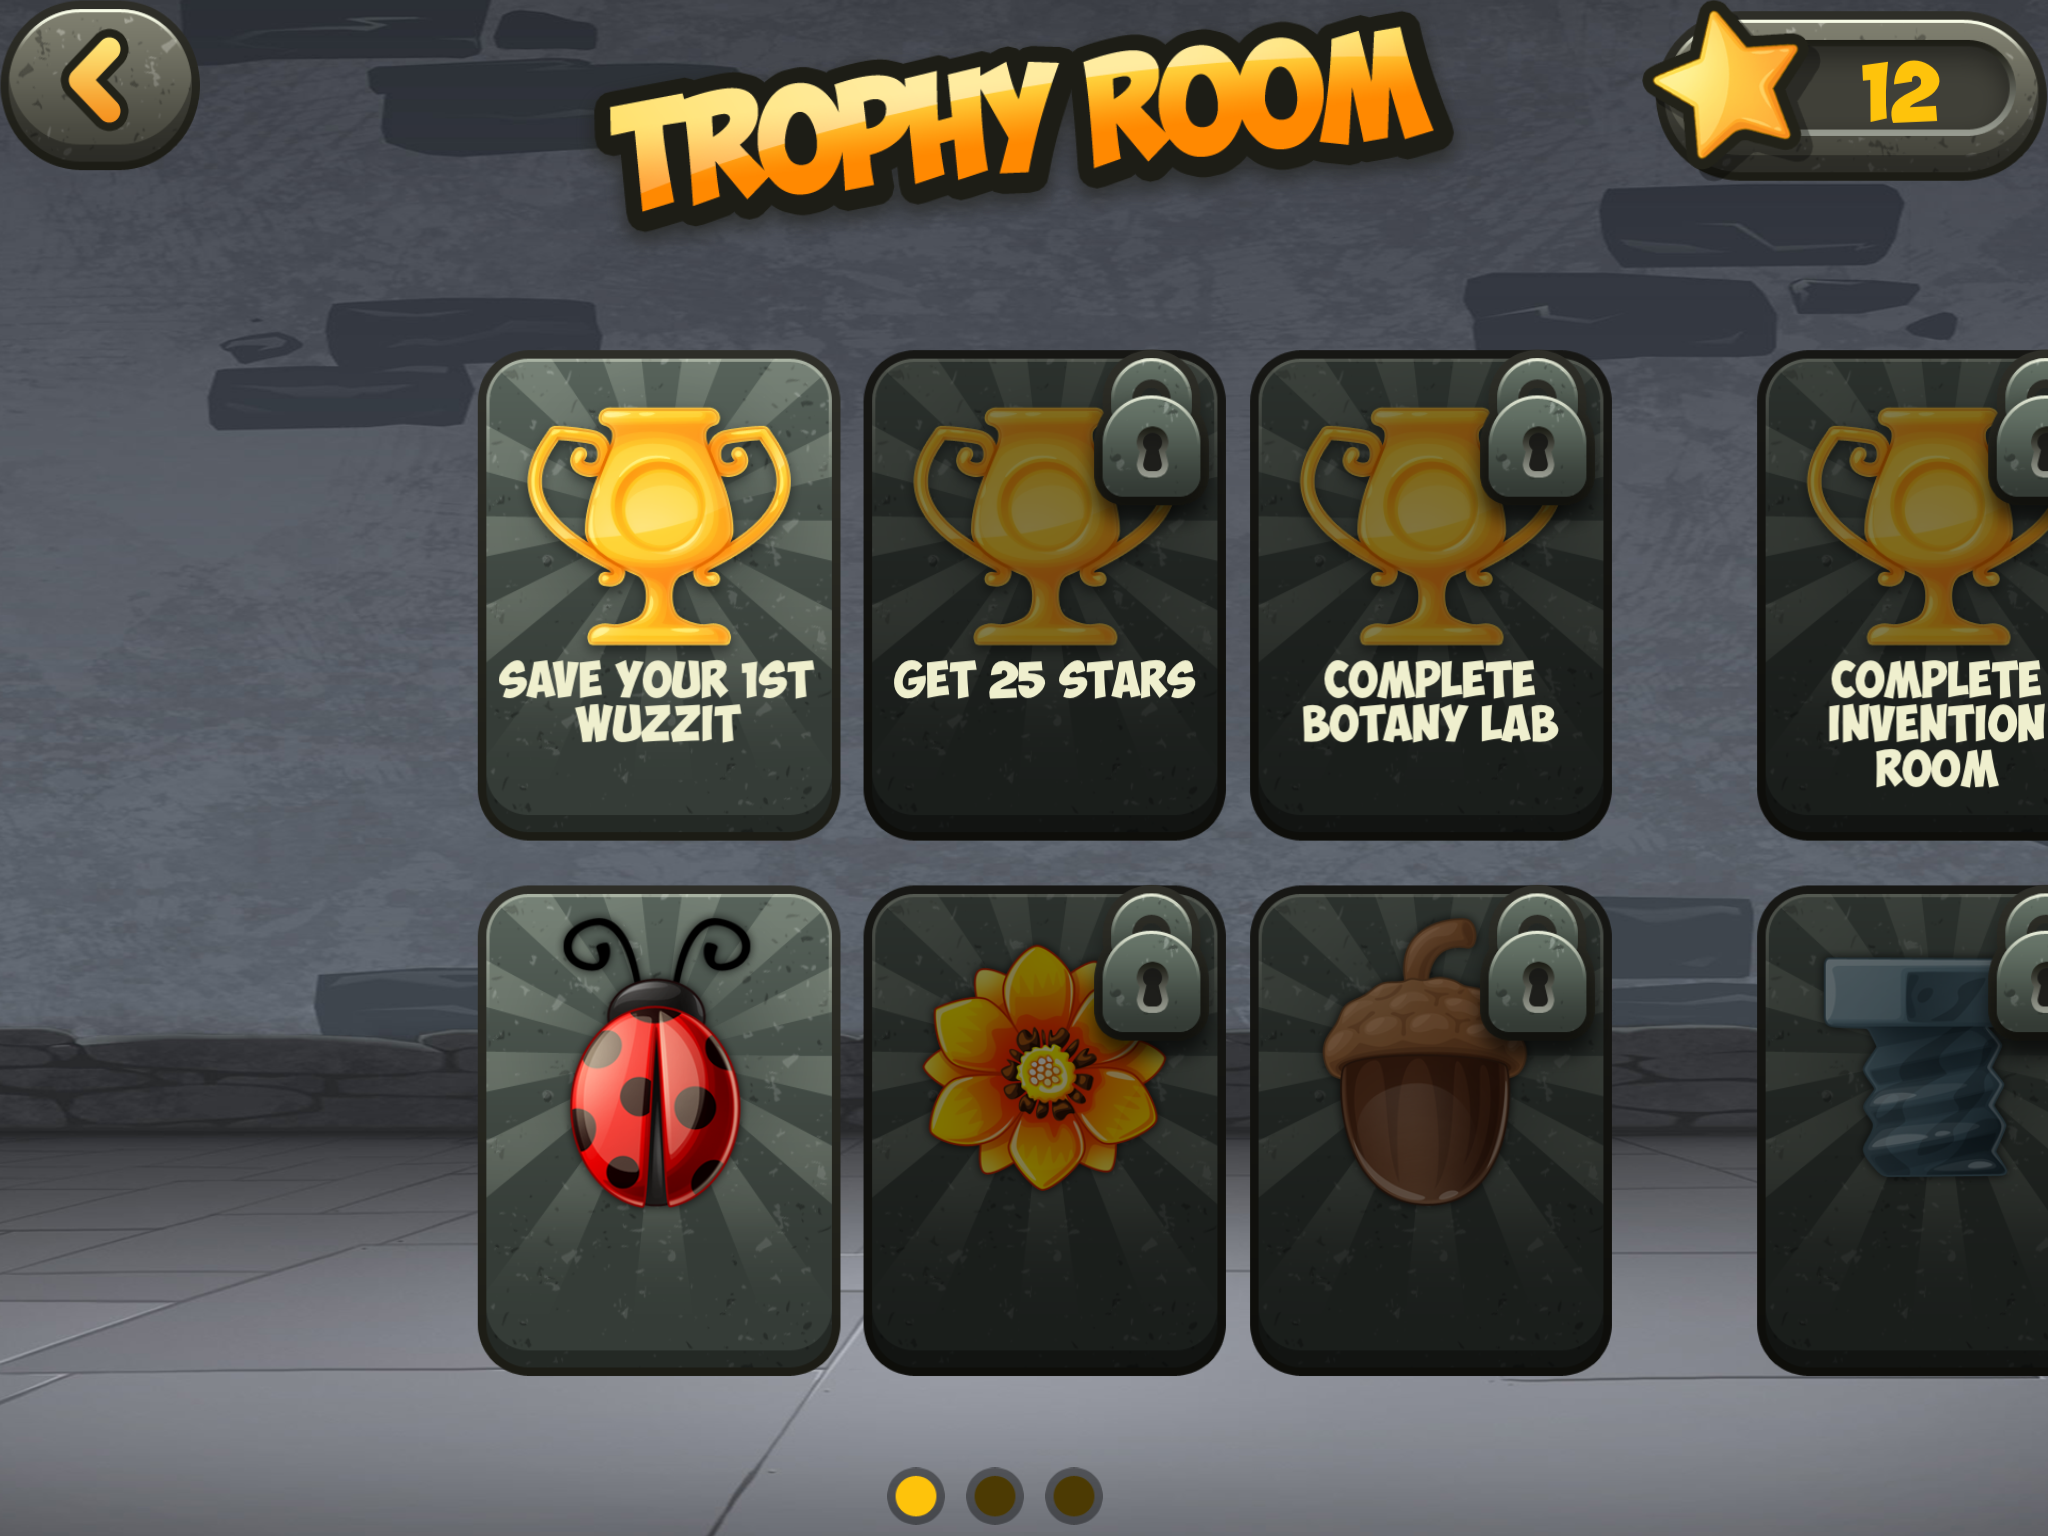 TROPHY ROOM
12
SAVE YOUR 1ST
WUZZIT
GET 25 STARS
COMPLETE
BOTANY LAB
COMPLETE
INVENTION
ROOM